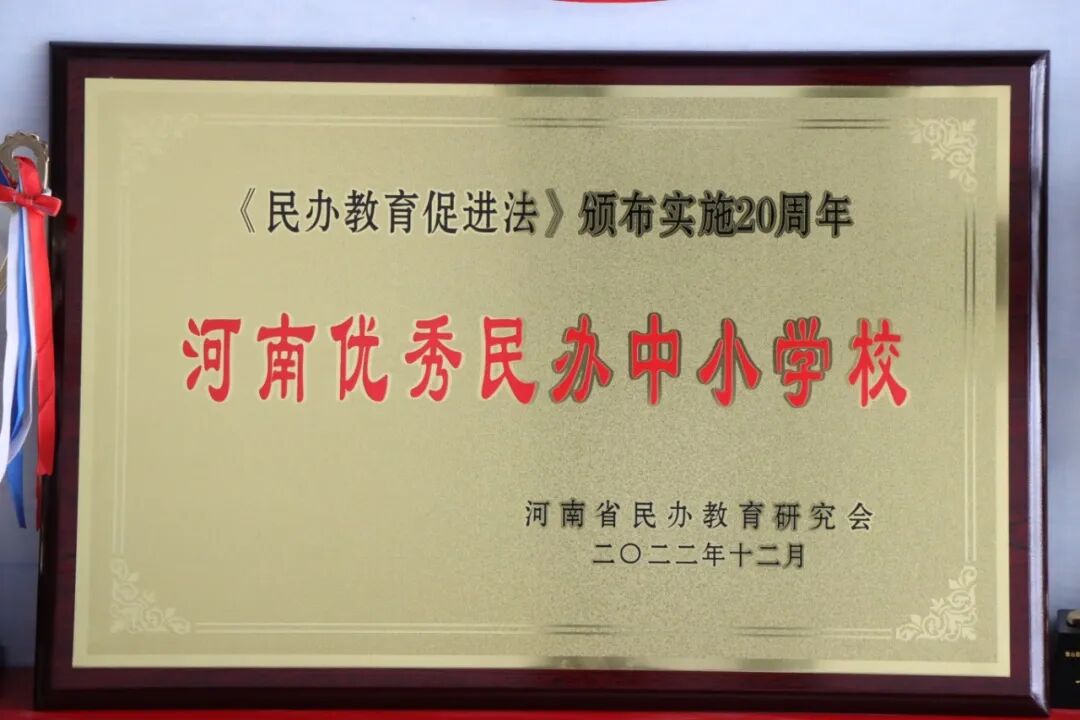 《民办教育促进法》颁布实施20周年
河南优秀民办中小学校
河南省民办教育研究会
二〇二二年十二月